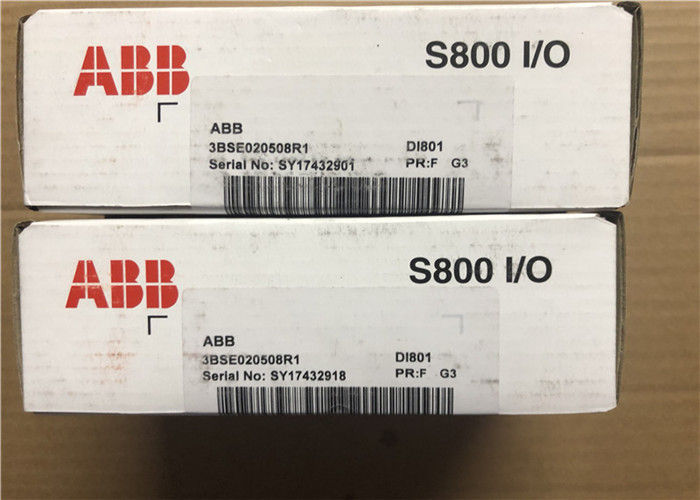 ABB S800 I/O
ABB
3BSE020508R1 DI801
Serial No: SY17432901 PR:F G3
ABB S800 I/O
ABB
3BSE020508R1 DI801
Serial No: SY17432918 PR:F G3